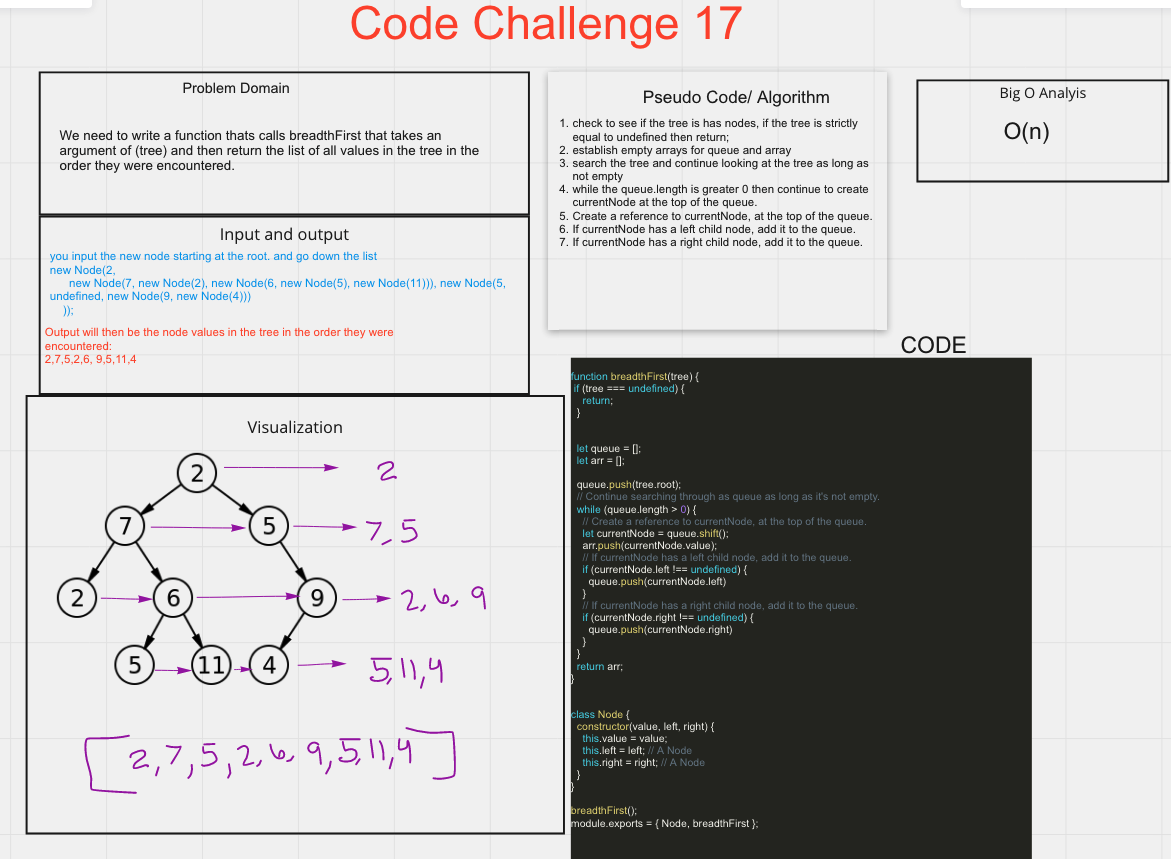 Code Challenge 17
Problem Domain
We need to write a function thats calls breadthFirst that takes an
argument of (tree) and then return the list of all values in the tree in the
order they were encountered.
Input and output
you input the new node starting at the root. and go down the list
new Node(2,
new Node(7, new Node(2), new Node(6, new Node(5), new Node(11))), new Node(5,
undefined, new Node(9, new Node(4)))
));
Output will then be the node values in the tree in the order they were
encountered:
2,7,5,2,6, 9,5,11,4
Visualization
2
2
7
5
7, 5
2
6
9
2, 6, 9
5
11
4
5, 11, 4
[2, 7, 5, 2, 6, 9, 5, 11, 4]
Pseudo Code/ Algorithm
1. check to see if the tree is has nodes, if the tree is strictly
equal to undefined then return;
2. establish empty arrays for queue and array
3. search the tree and continue looking at the tree as long as
not empty
4. while the queue.length is greater 0 then continue to create
currentNode at the top of the queue.
5. Create a reference to currentNode, at the top of the queue.
6. If currentNode has a left child node, add it to the queue.
7. If currentNode has a right child node, add it to the queue.
Big O Analyis
O(n)
CODE
function breadthFirst(tree) {
if (tree === undefined) {
return;
}
let queue = [];
let arr = [];
queue.push(tree.root);
// Continue searching through as queue as long as it's not empty.
while (queue.length > 0) {
// Create a reference to currentNode, at the top of the queue.
let currentNode = queue.shift();
arr.push(currentNode.value);
// If currentNode has a left child node, add it to the queue.
if (currentNode.left !== undefined) {
queue.push(currentNode.left)
}
// If currentNode has a right child node, add it to the queue.
if (currentNode.right !== undefined) {
queue.push(currentNode.right)
}
}
return arr;
}
class Node {
constructor(value, left, right) {
this.value = value;
this.left = left; // A Node
this.right = right; // A Node
}
}
breadthFirst();
module.exports = { Node, breadthFirst };